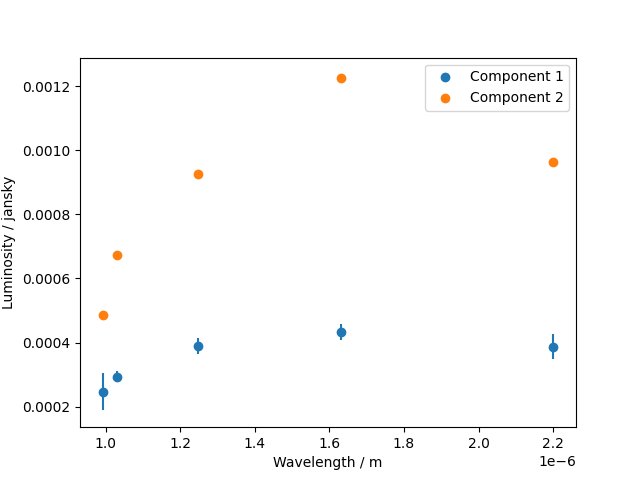 Component 1
Component 2
0.0012
0.0010
0.0008
0.0006
0.0004
0.0002
Luminosity / jansky
1.0 1.2 1.4 1.6 1.8 2.0 2.2
1e−6
Wavelength / m